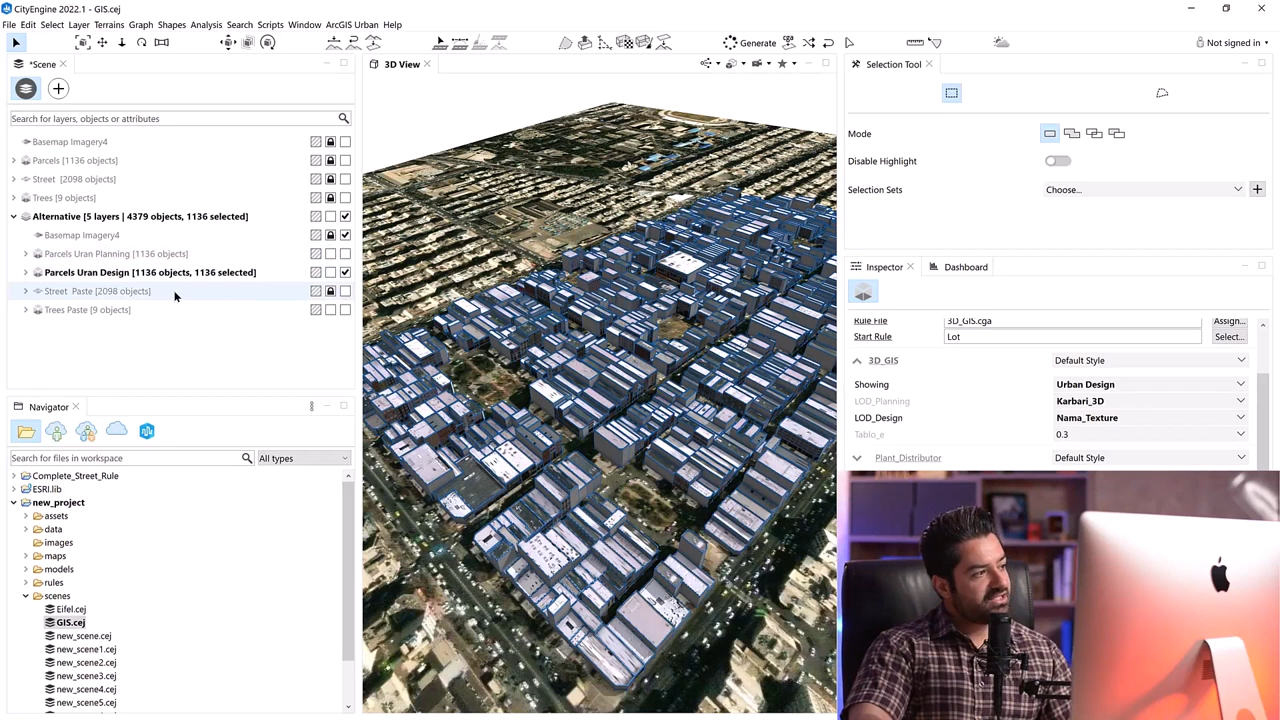 CityEngine 2022.1 - GIS.cej
File Edit Select Layer Terrains Graph Shapes Analysis Search Scripts Window ArcGIS Urban Help
Generate
Not signed in
*Scene
3D View
Selection Tool
Search for layers, objects or attributes
Basemap Imagery4
Parcels [1136 objects]
Street [2098 objects]
Trees [9 objects]
Alternative [5 layers | 4379 objects, 1136 selected]
Basemap Imagery4
Parcels Uran Planning [1136 objects]
Parcels Uran Design [1136 objects, 1136 selected]
Street Paste [2098 objects]
Trees Paste [9 objects]
Mode
Disable Highlight
Selection Sets
Choose...
Inspector
Dashboard
Rule File
3D_GIS.cga
Assign...
Start Rule
Lot
Select...
3D_GIS
Default Style
Showing
Urban Design
LOD_Planning
Karbari_3D
LOD_Design
Nama_Texture
Tablo_e
0.3
Plant_Distributor
Default Style
Navigator
Search for files in workspace
All types
Complete_Street_Rule
ESRI.lib
new_project
assets
data
images
maps
models
rules
scenes
Eifel.cej
GIS.cej
new_scene.cej
new_scene1.cej
new_scene2.cej
new_scene3.cej
new_scene4.cej
new_scene5.cej